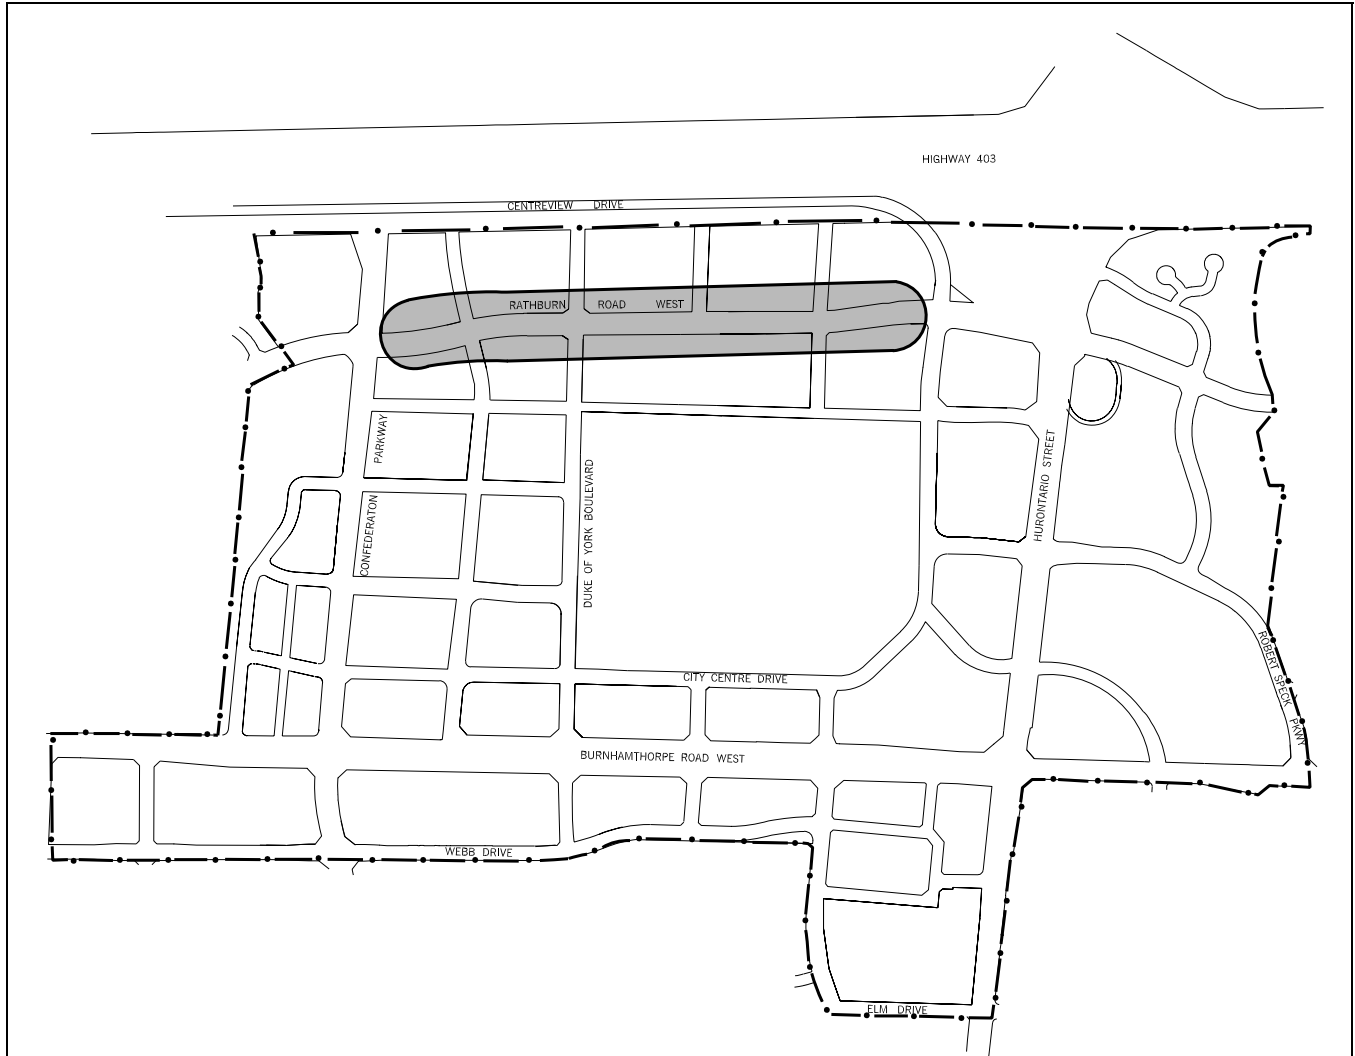 HIGHWAY 403
CENTREVIEW DRIVE
RATHBURN ROAD WEST
PARKWAY
CONFEDERATON
DUKE OF YORK BOULEVARD
HURONTARIO STREET
ROBERT SPECK PKWY
CITY CENTRE DRIVE
BURNHAMTHORPE ROAD WEST
WEBB DRIVE
ELM DRIVE